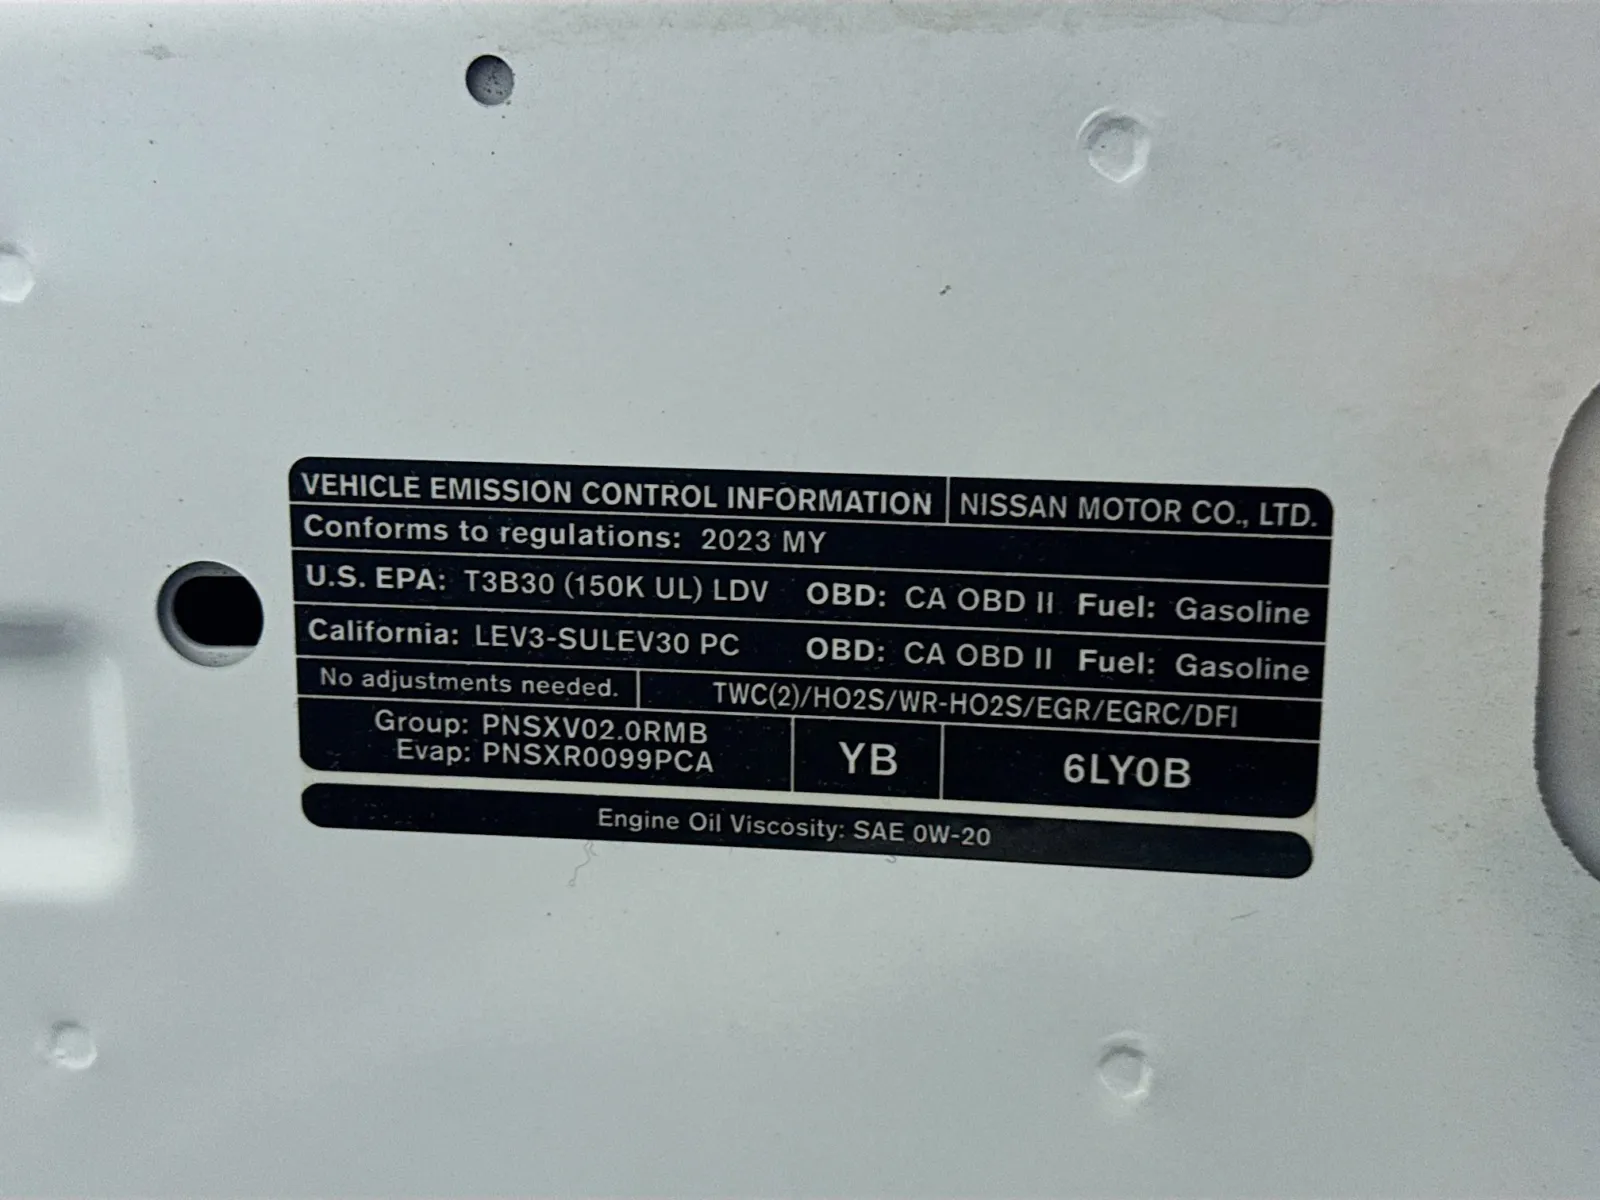 VEHICLE EMISSION CONTROL INFORMATION NISSAN MOTOR CO., LTD.
Conforms to regulations: 2023 MY
U.S. EPA: T3B30 (150K UL) LDV OBD: CA OBD II Fuel: Gasoline
California: LEV3-SULEV30 PC OBD: CA OBD II Fuel: Gasoline
No adjustments needed. TWC(2)/HO2S/WR-HO2S/EGR/EGRC/DFI
Group: PNSXV02.0RMB
Evap: PNSXR0099PCA
YB
6LY0B
Engine Oil Viscosity: SAE 0W-20